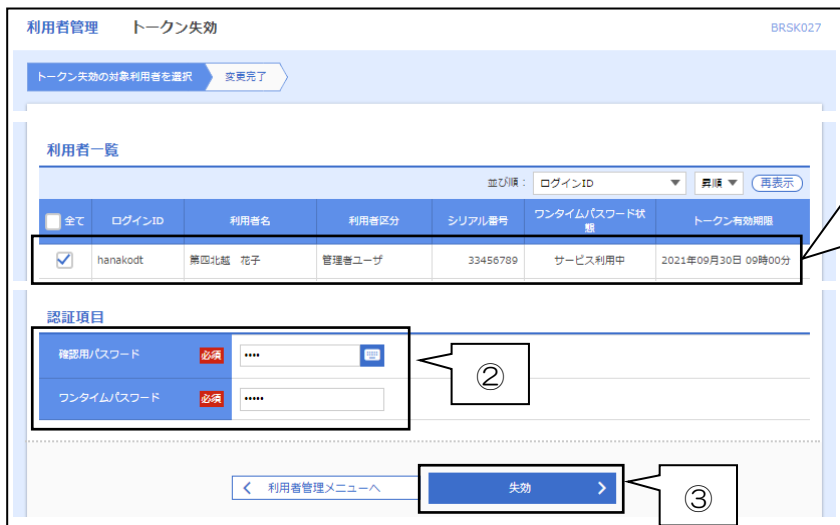 利用者管理 トークン失効 BRSK027
トークン失効の対象利用者を選択 変更完了
利用者一覧
並び順： ログインID 昇順 再表示
全て ログインID 利用者名 利用者区分 シリアル番号 ワンタイムパスワード状態 トークン有効期限
hanakodt 第四北越 花子 管理者ユーザ 33456789 サービス利用中 2021年09月30日 09時00分
認証項目
確認用パスワード 必須 ••••
②
ワンタイムパスワード 必須 •••••
利用者管理メニューへ 失効
③